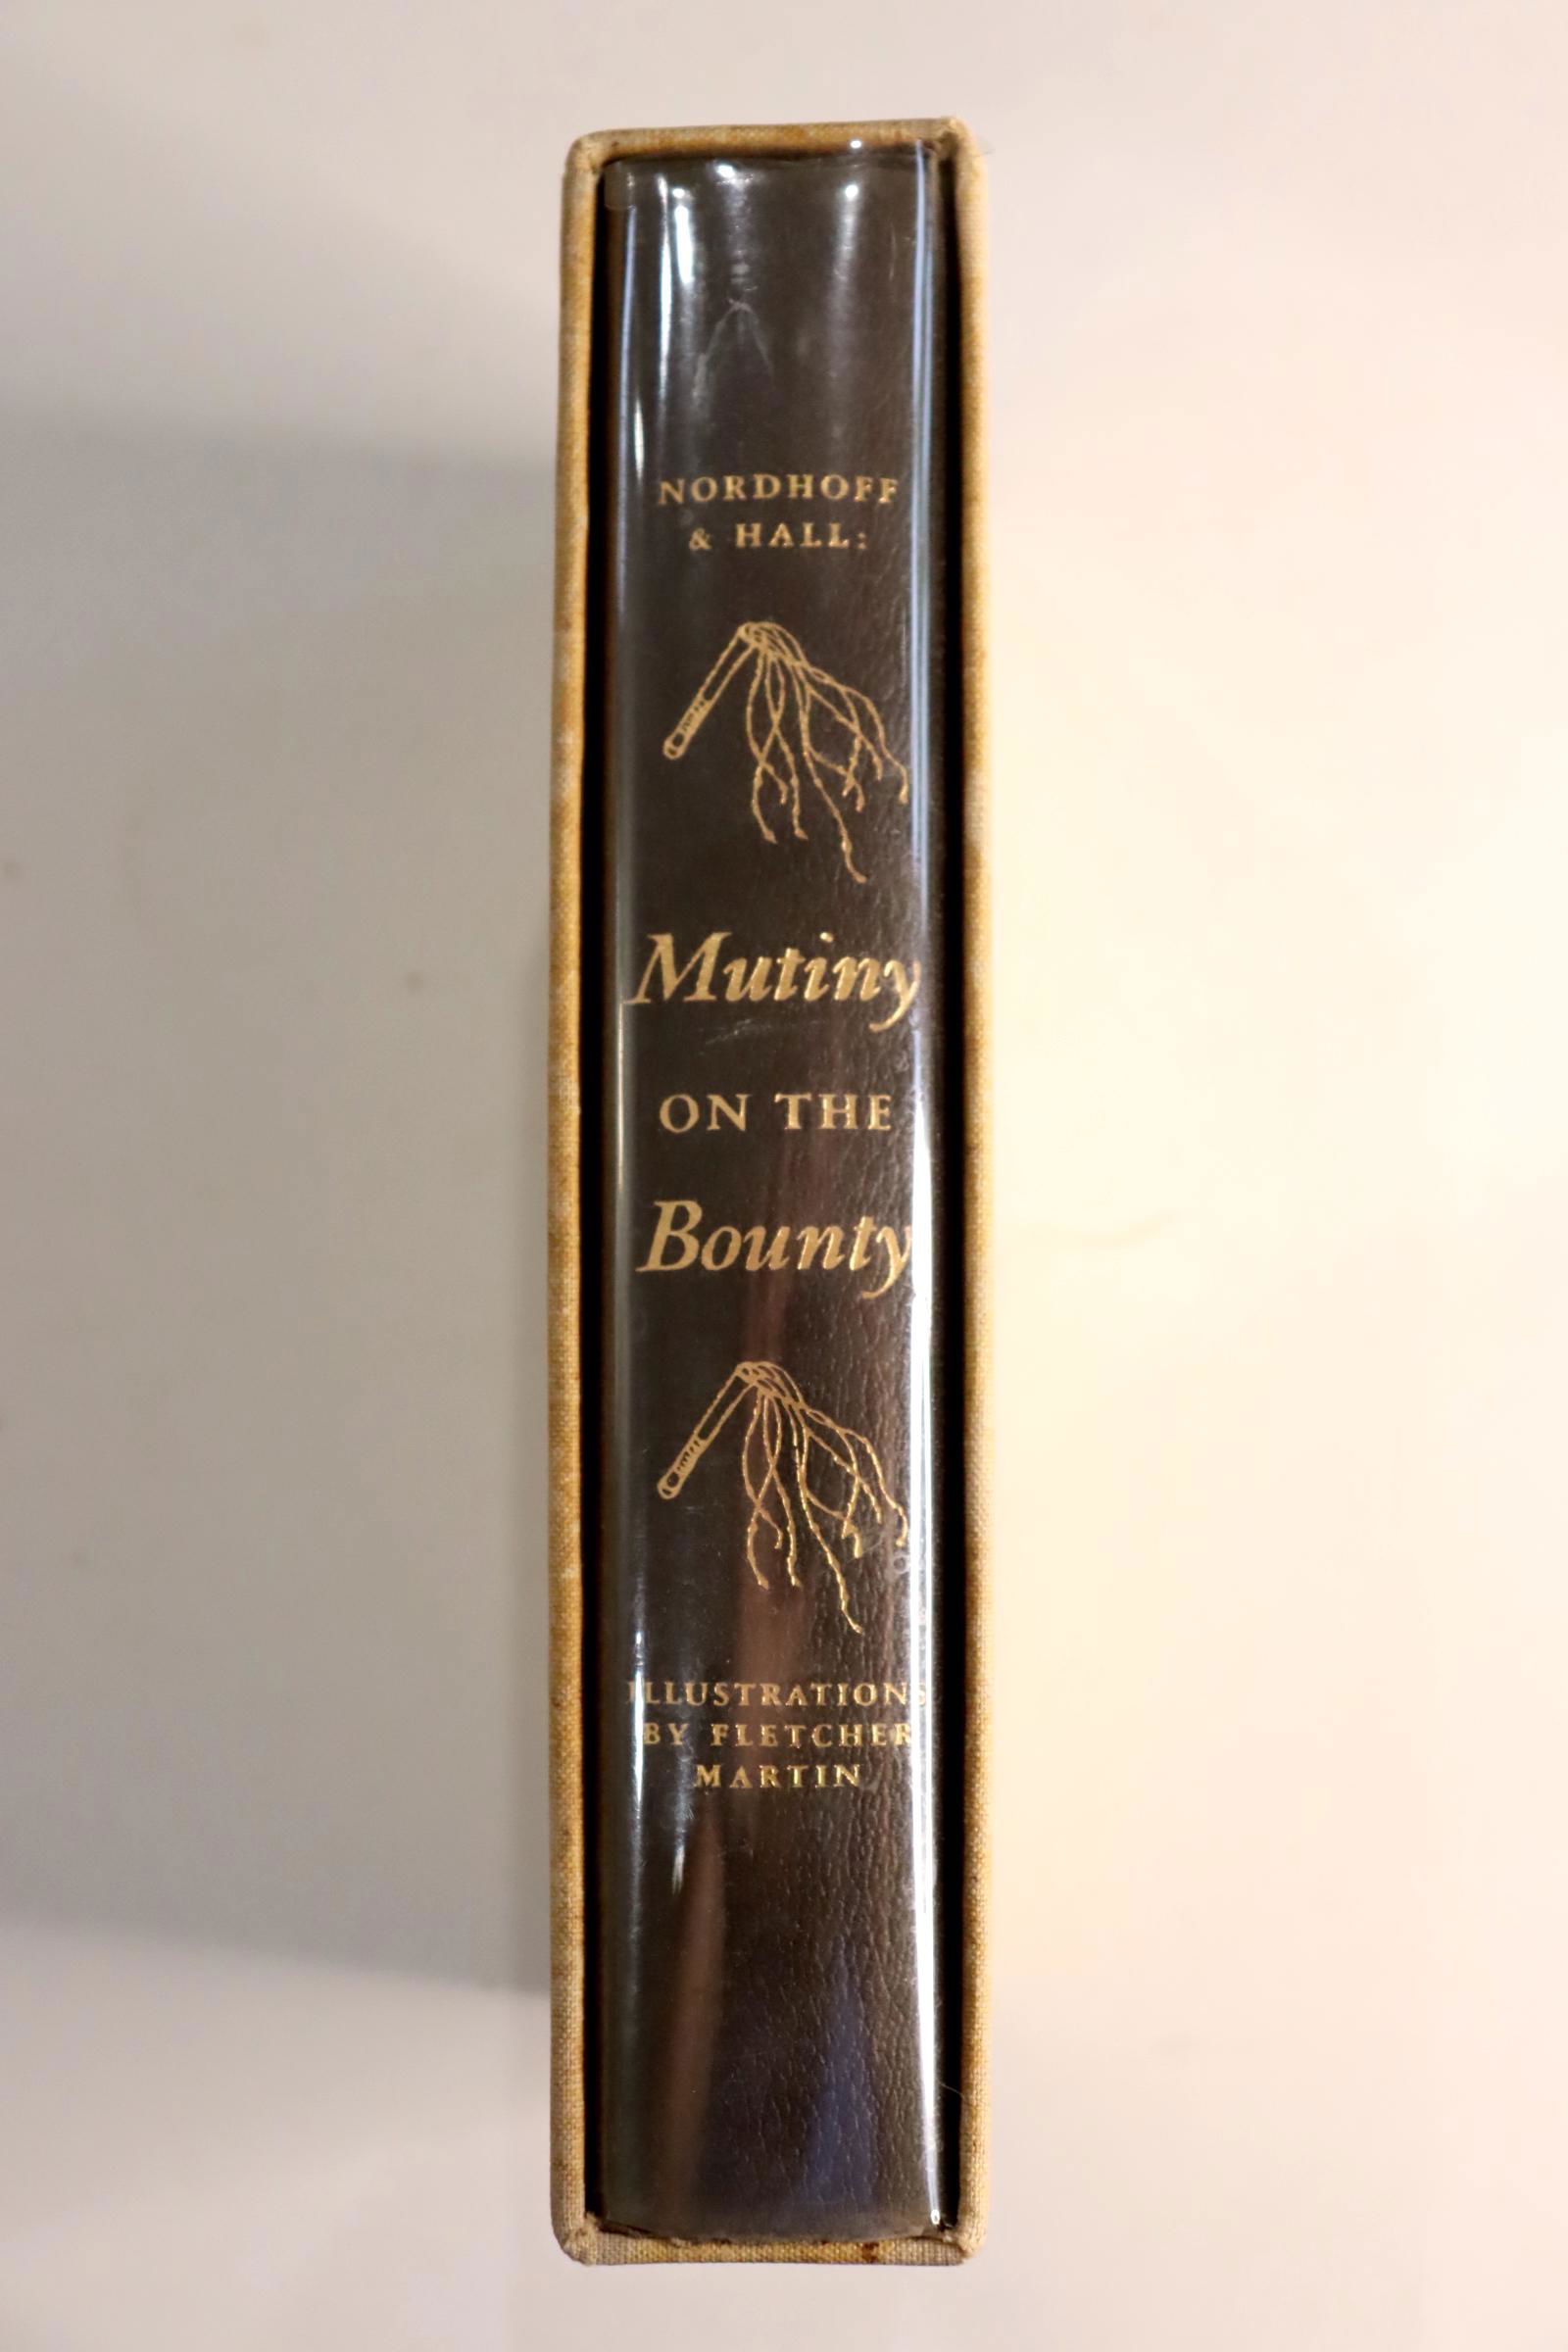 NORDHOFF
& HALL:
Mutiny
ON THE
Bounty
ILLUSTRATIONS
BY FLETCHER
MARTIN